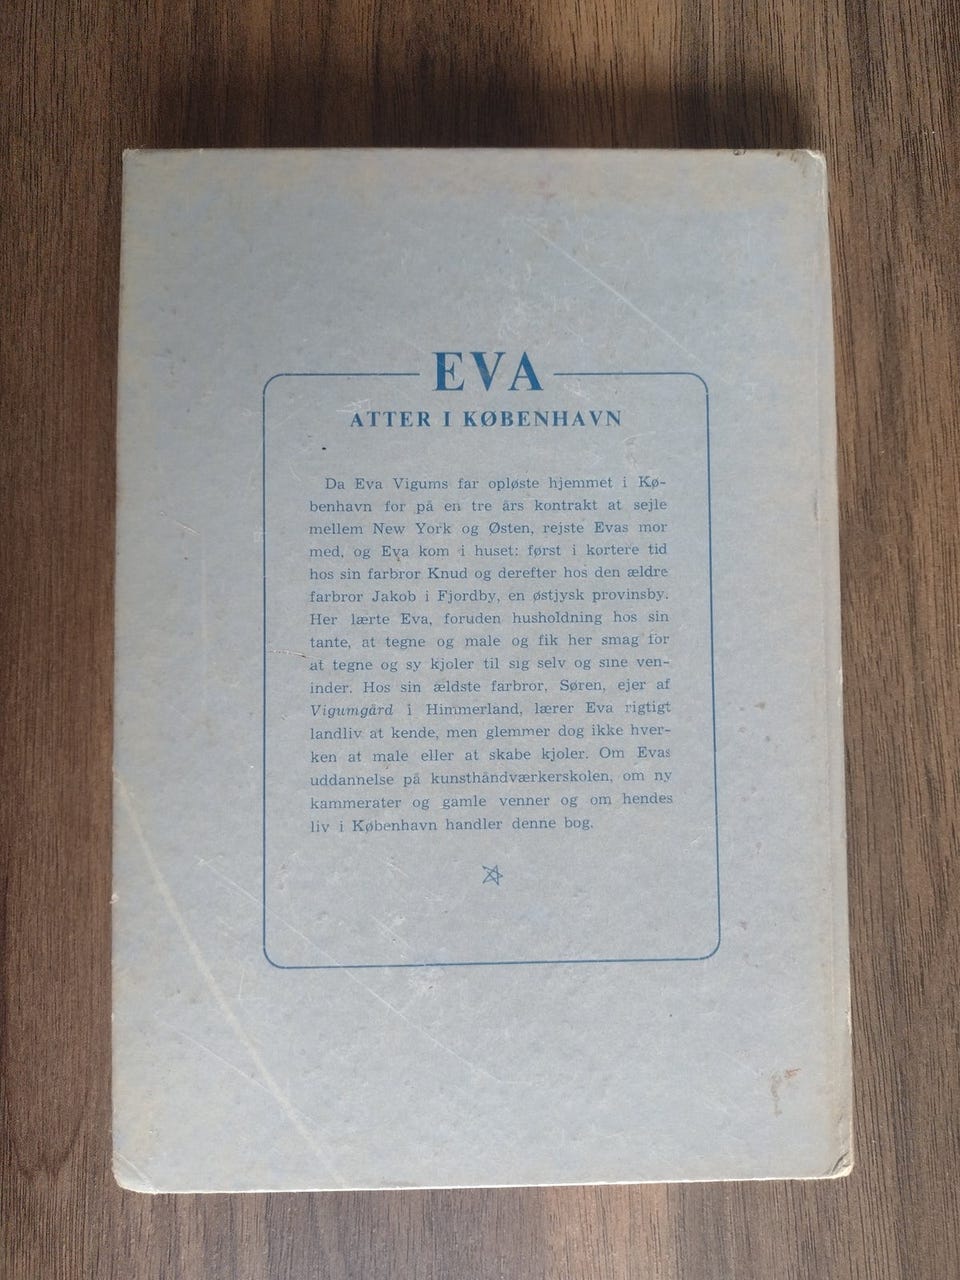 EVA
ATTER I KØBENHAVN
Da Eva Vigums far opløste hjemmet i Kø-
benhavn for på en tre års kontrakt at sejle
mellem New York og Østen, rejste Evas mor
med, og Eva kom i huset: først i kortere tid
hos sin farbror Knud og derefter hos den ældre
farbror Jakob i Fjordby, en østjysk provinsby.
Her lærte Eva, foruden husholdning hos sin
tante, at tegne og male og fik her smag for
at tegne og sy kjoler til sig selv og sine ven-
inder. Hos sin ældste farbror, Søren, ejer af
Vigumgård i Himmerland, lærer Eva rigtigt
landliv at kende, men glemmer dog ikke hver-
ken at male eller at skabe kjoler. Om Evas
uddannelse på kunsthåndværkerskolen, om ny
kammerater og gamle venner og om hendes
liv i København handler denne bog.